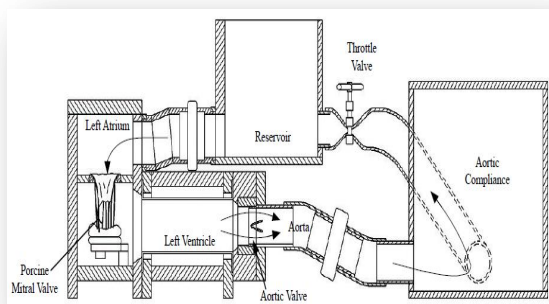 Throttle
Valve
Left Atrium
Reservoir
Aortic
Compliance
Left Ventricle
Aorta
Porcine
Mitral Valve
Aortic Valve